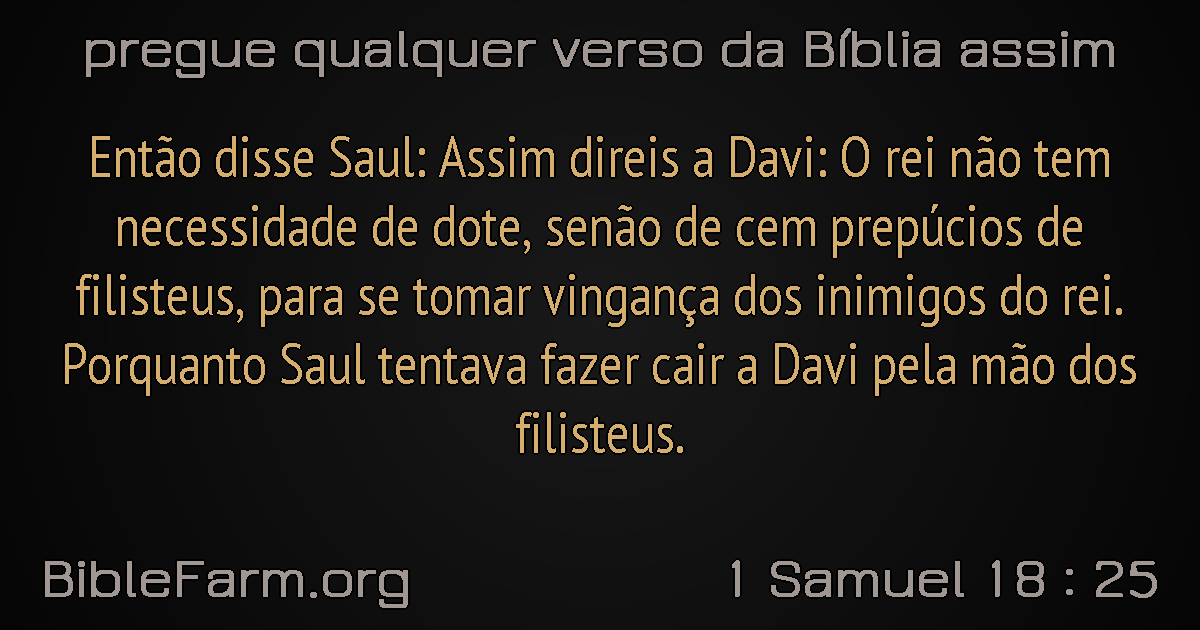 pregue qualquer verso da Bíblia assim
Então disse Saul: Assim direis a Davi: O rei não tem
necessidade de dote, senão de cem prepúcios de
filisteus, para se tomar vingança dos inimigos do rei.
Porquanto Saul tentava fazer cair a Davi pela mão dos
filisteus.
BibleFarm.org
1 Samuel 18 : 25